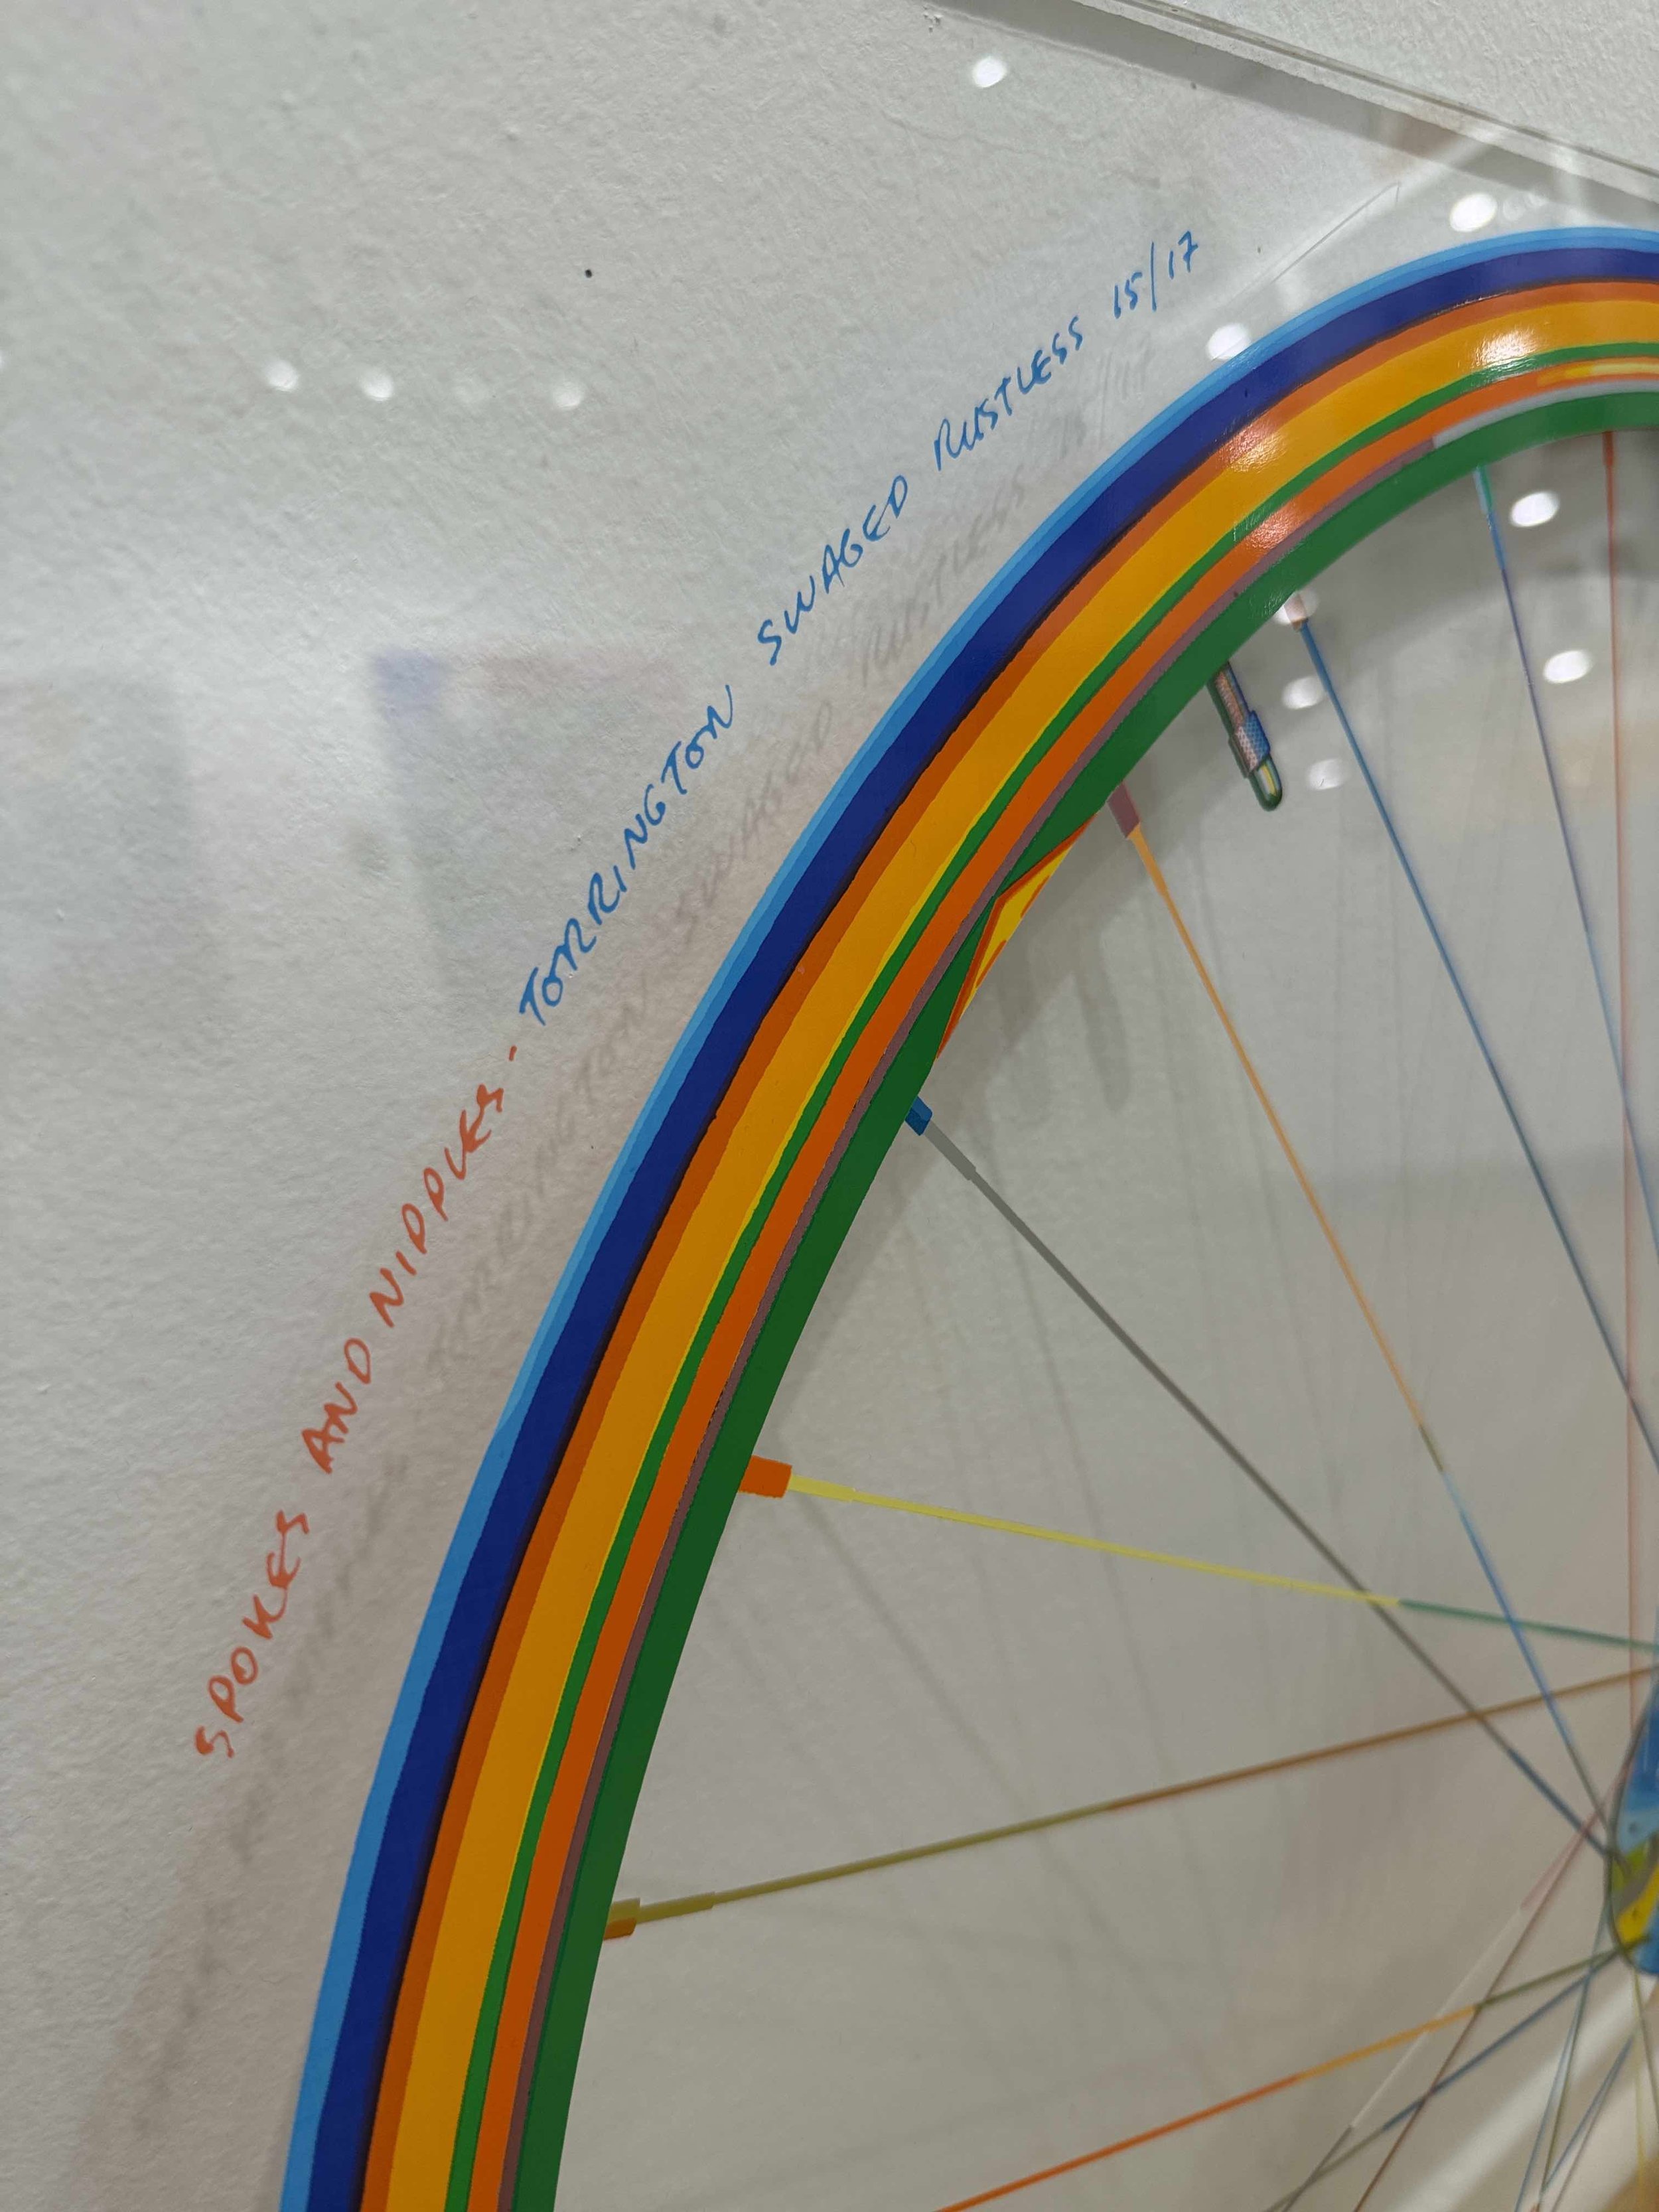 SPOKES AND NIPPLES - TORRINGTON SWAGED RUSTLESS 15/17